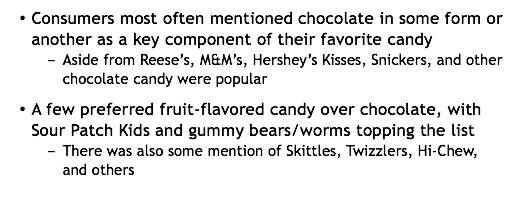 • Consumers most often mentioned chocolate in some form or
another as a key component of their favorite candy
– Aside from Reese's, M&M's, Hershey's Kisses, Snickers, and other
chocolate candy were popular
• A few preferred fruit-flavored candy over chocolate, with
Sour Patch Kids and gummy bears/worms topping the list
– There was also some mention of Skittles, Twizzlers, Hi-Chew,
and others